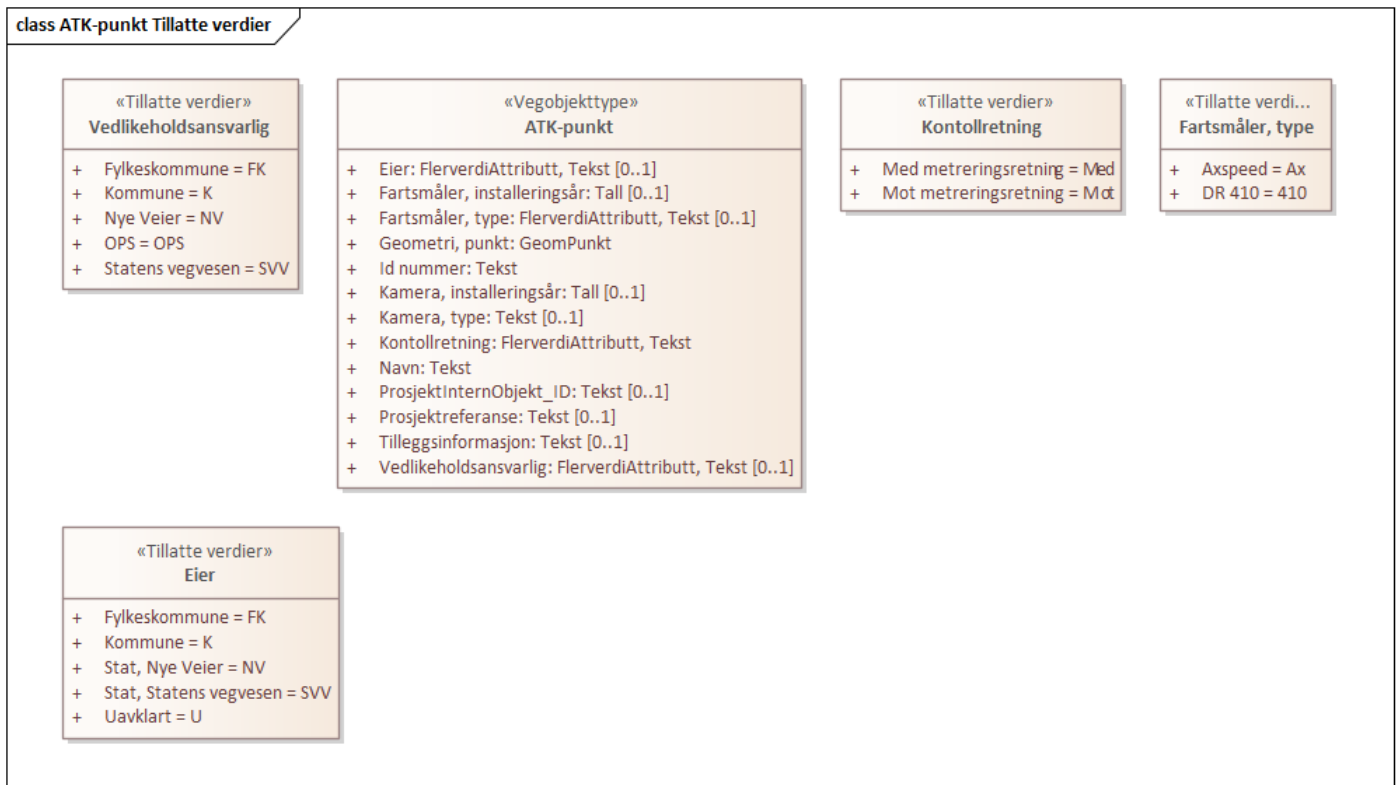 class ATK-punkt Tillatte verdier
«Tillatte verdier»
Vedlikeholdsansvarlig
+ Fylkeskommune = FK
+ Kommune = K
+ Nye Veier = NV
+ OPS = OPS
+ Statens vegvesen = SVV
«Vegobjekttype»
ATK-punkt
+ Eier: FlerverdiAttributt, Tekst [0..1]
+ Fartsmåler, installeringsår: Tall [0..1]
+ Fartsmåler, type: FlerverdiAttributt, Tekst [0..1]
+ Geometri, punkt: GeomPunkt
+ Id nummer: Tekst
+ Kamera, installeringsår: Tall [0..1]
+ Kamera, type: Tekst [0..1]
+ Kontollretning: FlerverdiAttributt, Tekst
+ Navn: Tekst
+ ProsjektInternObjekt_ID: Tekst [0..1]
+ Prosjektreferanse: Tekst [0..1]
+ Tilleggsinformasjon: Tekst [0..1]
+ Vedlikeholdsansvarlig: FlerverdiAttributt, Tekst [0..1]
«Tillatte verdier»
Kontollretning
+ Med metreringsretning = Med
+ Mot metreringsretning = Mot
«Tillatte verdi...
Fartsmåler, type
+ Axspeed = Ax
+ DR 410 = 410
«Tillatte verdier»
Eier
+ Fylkeskommune = FK
+ Kommune = K
+ Stat, Nye Veier = NV
+ Stat, Statens vegvesen = SVV
+ Uavklart = U